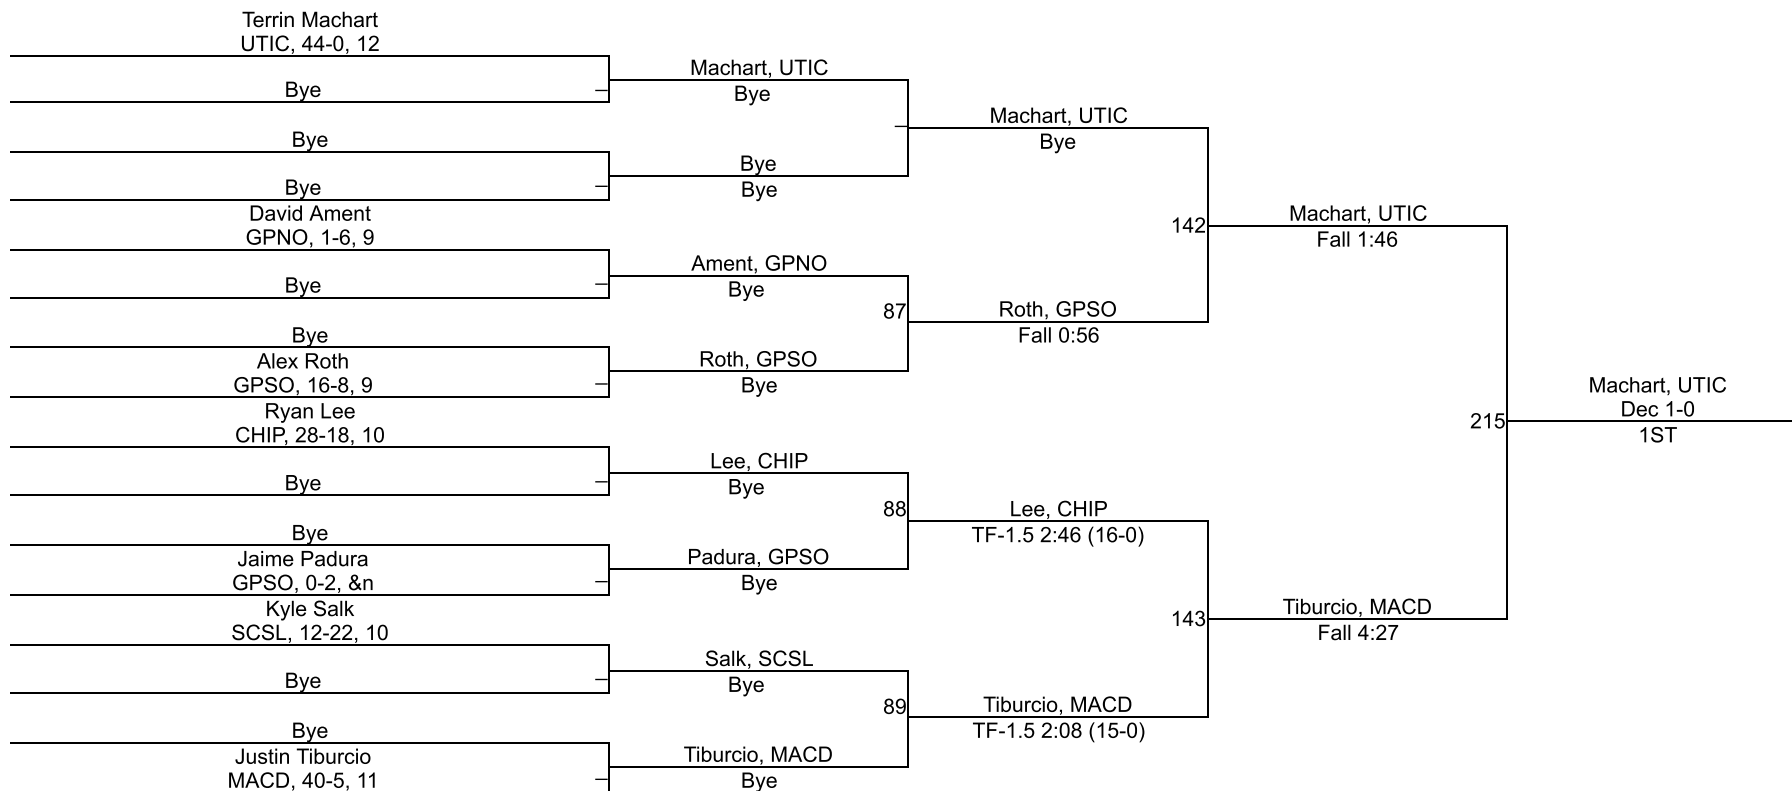 Terrin Machart
UTIC, 44-0, 12
Bye
Bye
Bye
David Ament
GPNO, 1-6, 9
Bye
Bye
Alex Roth
GPSO, 16-8, 9
Ryan Lee
CHIP, 28-18, 10
Bye
Bye
Jaime Padura
GPSO, 0-2, &n
Kyle Salk
SCSL, 12-22, 10
Bye
Bye
Justin Tiburcio
MACD, 40-5, 11
Machart, UTIC
Bye
Bye
Bye
Ament, GPNO
Bye
87
Roth, GPSO
Bye
Lee, CHIP
Bye
88
Padura, GPSO
Bye
Salk, SCSL
Bye
89
Tiburcio, MACD
Bye
Machart, UTIC
Bye
142
Roth, GPSO
Fall 0:56
Lee, CHIP
TF-1.5 2:46 (16-0)
143
Tiburcio, MACD
TF-1.5 2:08 (15-0)
Machart, UTIC
Fall 1:46
215
Tiburcio, MACD
Fall 4:27
Machart, UTIC
Dec 1-0
1ST